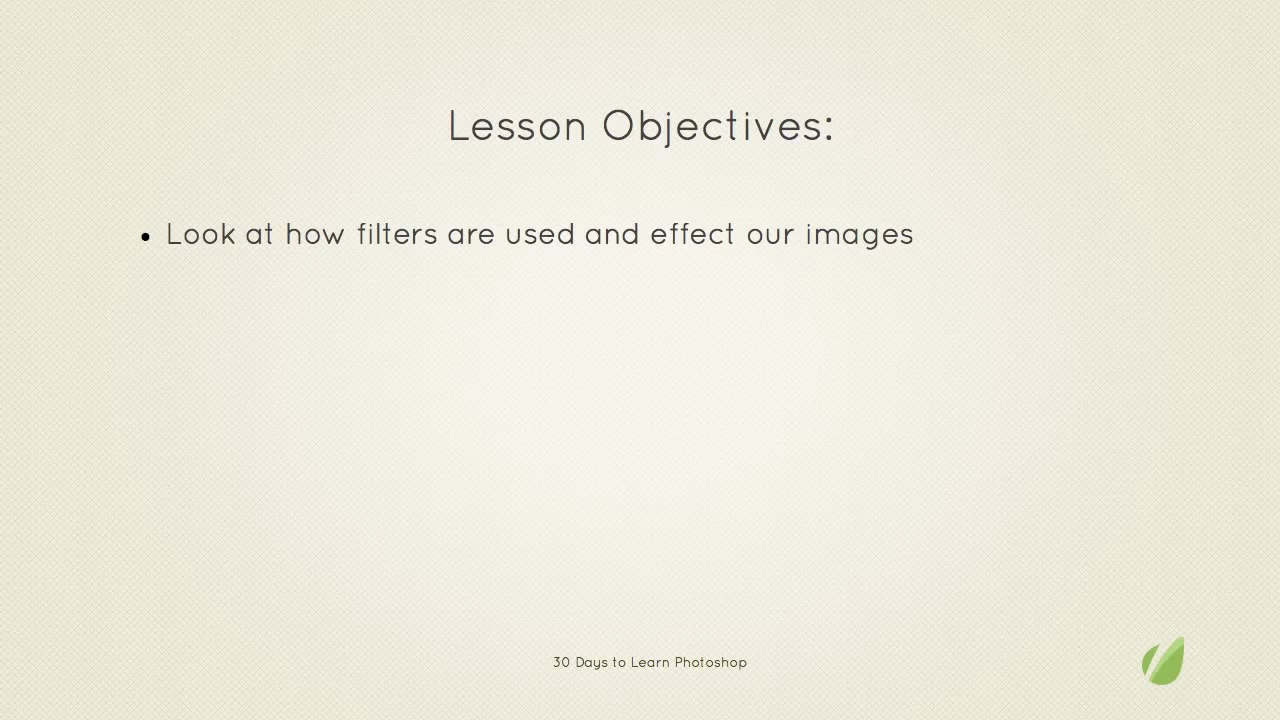 Lesson Objectives:
• Look at how filters are used and effect our images
30 Days to Learn Photoshop